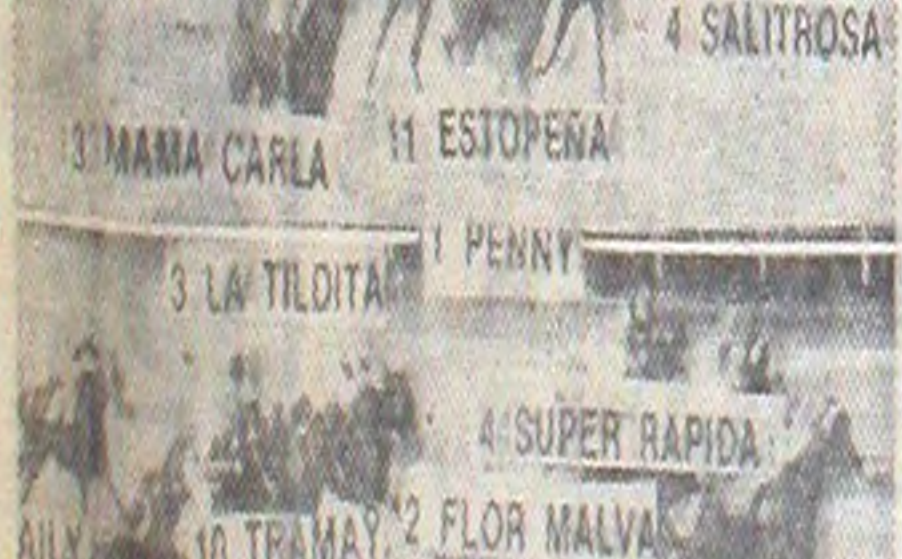 4 SALITROSA
3 MAMA CARLA
11 ESTOPEÑA
1 PENNY
3 LA TILDITA
4 SUPER RAPIDA
2 FLOR MALVA
10 TRAMAY